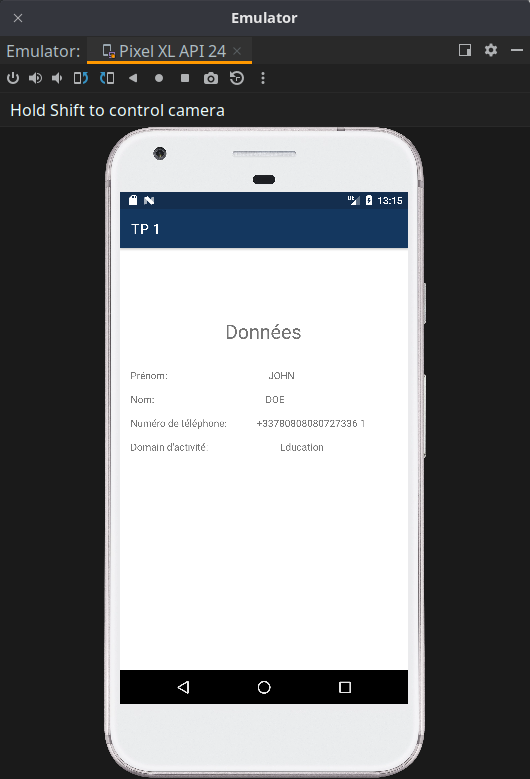 Emulator
Emulator: Pixel XL API 24
Hold Shift to control camera
13:15
TP 1
Données
Prénom: JOHN
Nom: DOE
Numéro de téléphone: +33780808080727336 1
Domain d'activité: Education